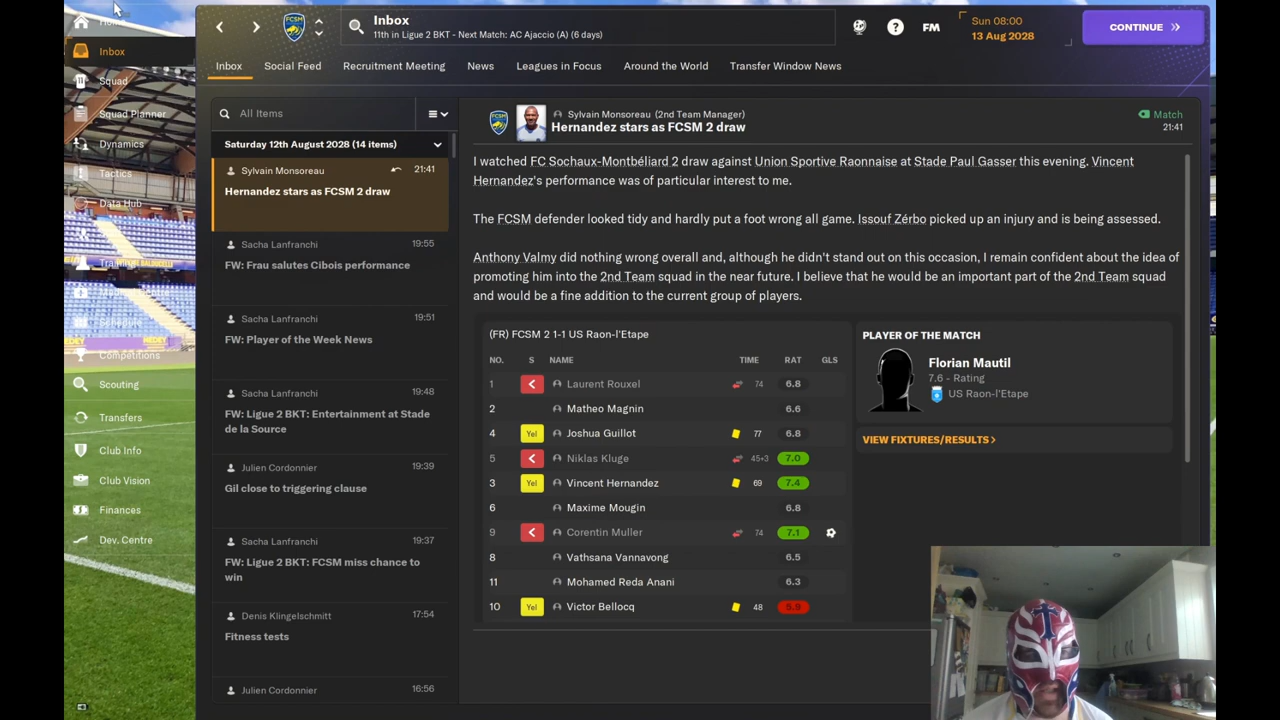 Inbox
11th in Ligue 2 BKT - Next Match: AC Ajaccio (A) (6 days)
FCSM
?
FM
Sun 08:00
13 Aug 2028
CONTINUE
Inbox
Squad
Squad Planner
Dynamics
Tactics
Data Hub
Competitions
Scouting
Transfers
Club Info
Club Vision
Finances
Dev. Centre
Inbox
Social Feed
Recruitment Meeting
News
Leagues in Focus
Around the World
Transfer Window News
All Items
Saturday 12th August 2028 (14 items)
Sylvain Monsoreau
21:41
Hernandez stars as FCSM 2 draw
Sacha Lanfranchi
19:55
FW: Frau salutes Cibois performance
Sacha Lanfranchi
19:51
FW: Player of the Week News
Sacha Lanfranchi
19:48
FW: Ligue 2 BKT: Entertainment at Stade
de la Source
Julien Cordonnier
19:39
Gil close to triggering clause
Sacha Lanfranchi
19:37
FW: Ligue 2 BKT: FCSM miss chance to
win
Denis Klingelschmitt
17:54
Fitness tests
Julien Cordonnier
16:56
Sylvain Monsoreau (2nd Team Manager)
Hernandez stars as FCSM 2 draw
Match
21:41
I watched FC Sochaux-Montbéliard 2 draw against Union Sportive Raonnaise at Stade Paul Gasser this evening. Vincent
Hernandez's performance was of particular interest to me.
The FCSM defender looked tidy and hardly put a foot wrong all game. Issouf Zérbo picked up an injury and is being assessed.
Anthony Valmy did nothing wrong overall and, although he didn't stand out on this occasion, I remain confident about the idea of
promoting him into the 2nd Team squad in the near future. I believe that he would be an important part of the 2nd Team squad
and would be a fine addition to the current group of players.
(FR) FCSM 2 1-1 US Raon-l'Etape
NO. S NAME TIME RAT GLS
1 Laurent Rouxel 74 6.8
2 Matheo Magnin 6.6
4 Yel Joshua Guillot 77 6.8
5 Niklas Kluge 45+3 7.0
3 Yel Vincent Hernandez 69 7.4
6 Maxime Mougin 6.8
9 Corentin Muller 74 7.1
8 Vathsana Vannavong 6.5
11 Mohamed Reda Anani 6.3
10 Yel Victor Bellocq 48 5.9
PLAYER OF THE MATCH
Florian Mautil
7.6 - Rating
US Raon-l'Etape
VIEW FIXTURES/RESULTS >